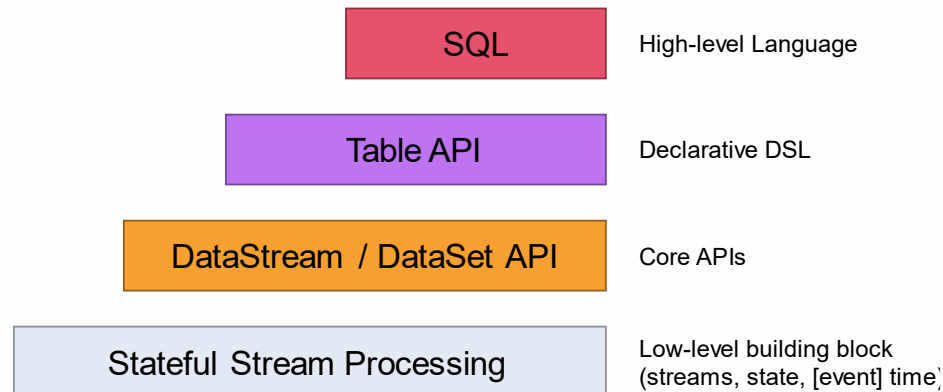 SQL
High-level Language
Table API
Declarative DSL
DataStream / DataSet API
Core APIs
Stateful Stream Processing
Low-level building block
(streams, state, [event] time)